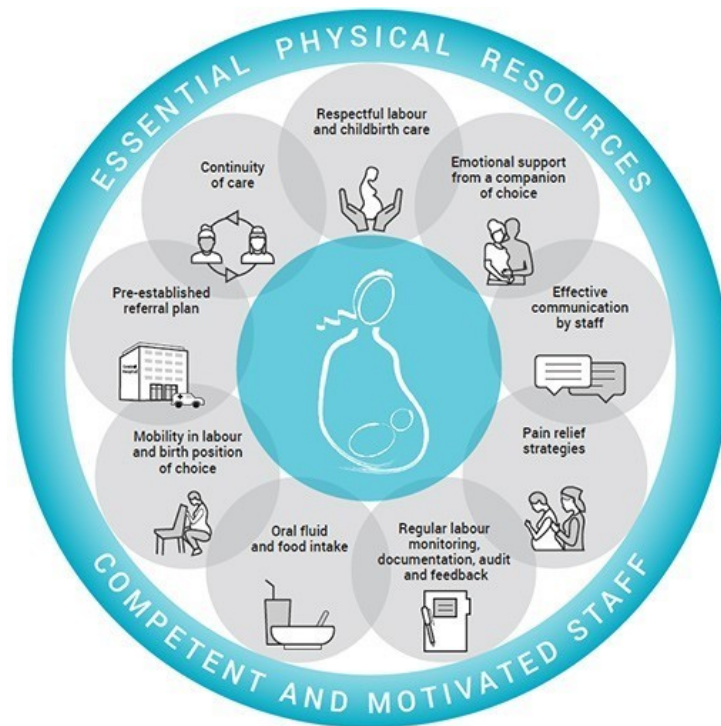 ESSENTIAL PHYSICAL RESOURCES
Respectful labour
and childbirth care
Emotional support
from a companion
of choice
Effective
communication
by staff
Pain relief
strategies
Regular labour
monitoring,
documentation, audit
and feedback
Oral fluid
and food intake
Mobility in labour
and birth position
of choice
Pre-established
referral plan
Continuity
of care
COMPETENT AND MOTIVATED STAFF